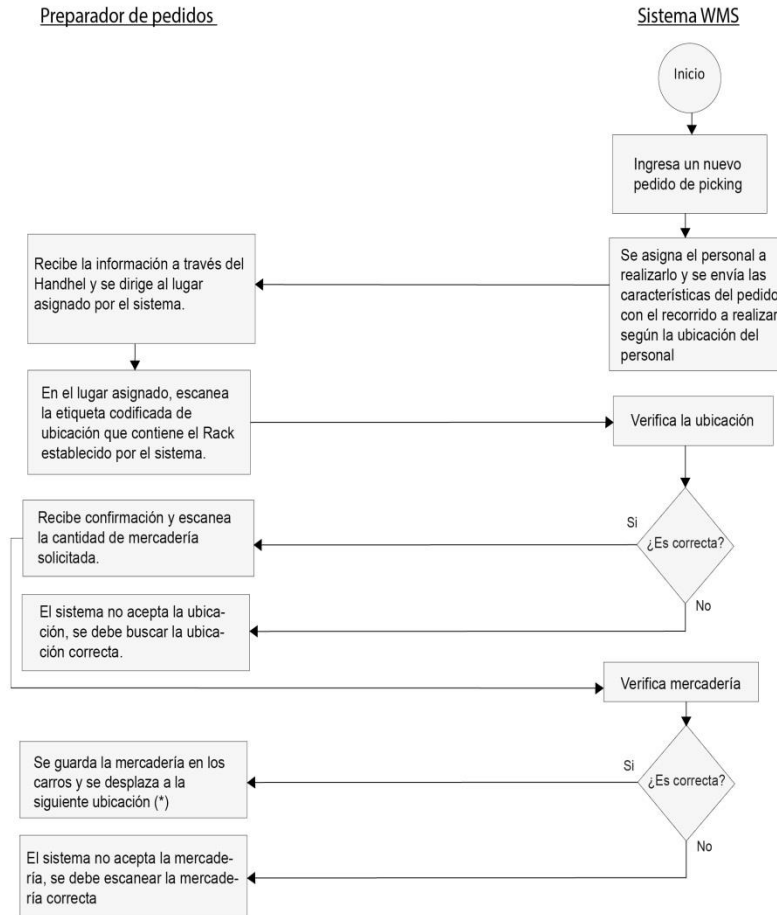 Preparador de pedidos
Sistema WMS
Inicio
Ingresa un nuevo
pedido de picking
Se asigna el personal a
realizarlo y se envía las
características del pedido
con el recorrido a realizar
según la ubicación del
personal
Recibe la información a través del
Handhel y se dirige al lugar
asignado por el sistema.
En el lugar asignado, escanea
la etiqueta codificada de
ubicación que contiene el Rack
establecido por el sistema.
Verifica la ubicación
¿Es correcta?
Si
No
Recibe confirmación y escanea
la cantidad de mercadería
solicitada.
El sistema no acepta la ubica-
ción, se debe buscar la ubica-
ción correcta.
Verifica mercadería
¿Es correcta?
Si
No
Se guarda la mercadería en los
carros y se desplaza a la
siguiente ubicación (*)
El sistema no acepta la mercade-
ría, se debe escanear la mercade-
ría correcta